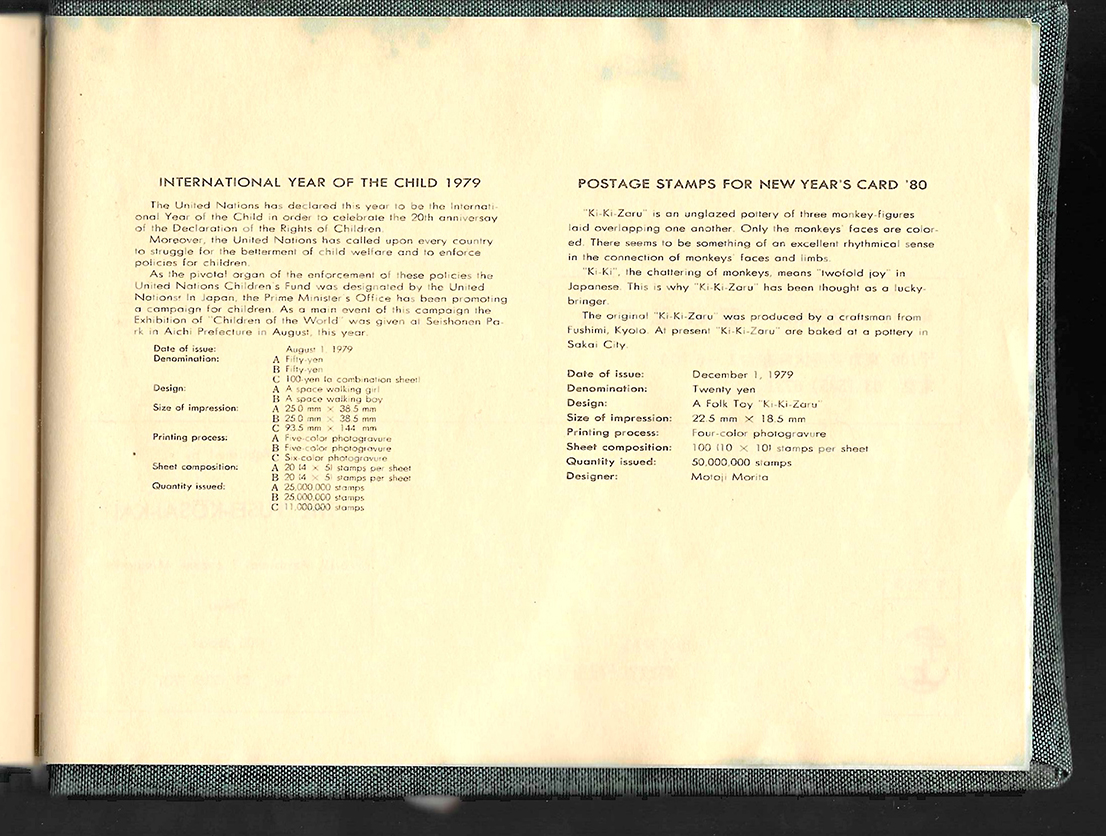 INTERNATIONAL YEAR OF THE CHILD 1979
The United Nations has declared this year to be the Internati-
onal Year of the Child in order to celebrate the 20th anniversay
of the Declaration of the Rights of Children.
Moreover, the United Nations has called upon every country
to struggle for the betterment of child welfare and to enforce
policies for children.
As the pivotal organ of the enforcement of these policies the
United Nations Children's Fund was designated by the United
Nations! In Japan, the Prime Minister's Office has been promoting
a campaign for children. As a main event of this campaign the
Exhibition of "Children of the World" was given at Seishonen Pa-
rk in Aichi Prefecture in August, this year.
Date of issue: August 1, 1979
Denomination: A Fifty-yen
B Fifty-yen
C 100-yen (a combination sheet)
Design: A A space walking girl
B A space walking boy
Size of impression: A 25.0 mm × 38.5 mm
B 25.0 mm × 38.5 mm
C 93.5 mm × 144 mm
Printing process: A Five-color photogravure
B Five-color photogravure
C Six-color photogravure
Sheet composition: A 20 (4 × 5) stamps per sheet
B 20 (4 × 5) stamps per sheet
Quantity issued: A 25,000,000 stamps
B 25,000,000 stamps
C 11,000,000 stamps
POSTAGE STAMPS FOR NEW YEAR'S CARD '80
"Ki-Ki-Zaru" is an unglazed pottery of three monkey-figures
laid overlapping one another. Only the monkeys' faces are color-
ed. There seems to be something of an excellent rhythmical sense
in the connection of monkeys' faces and limbs.
"Ki-Ki", the chattering of monkeys, means "twofold joy" in
Japanese. This is why "Ki-Ki-Zaru" has been thought as a lucky-
bringer.
The original "Ki-Ki-Zaru" was produced by a craftsman from
Fushimi, Kyoto. At present "Ki-Ki-Zaru" are baked at a pottery in
Sakai City.
Date of issue: December 1, 1979
Denomination: Twenty yen
Design: A Folk Toy "Ki-Ki-Zaru"
Size of impression: 22.5 mm × 18.5 mm
Printing process: Four-color photogravure
Sheet composition: 100 (10 × 10) stamps per sheet
Quantity issued: 50,000,000 stamps
Designer: Motoji Morita